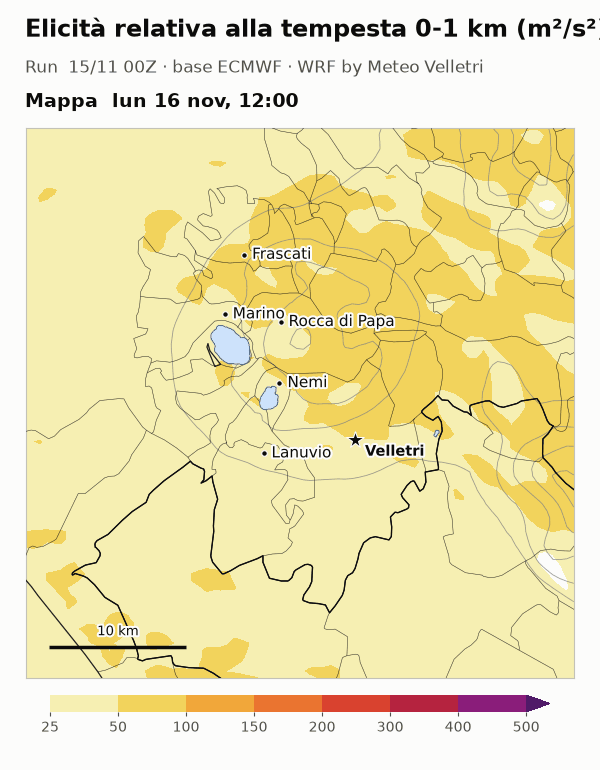 Elicità relativa alla tempesta 0-1 km (m²/s²)
Run 15/11 00Z · base ECMWF · WRF by Meteo Velletri
Mappa lun 16 nov, 12:00
Frascati
Marino
Rocca di Papa
Nemi
Velletri
Lanuvio
10 km
25 50 100 150 200 300 400 500